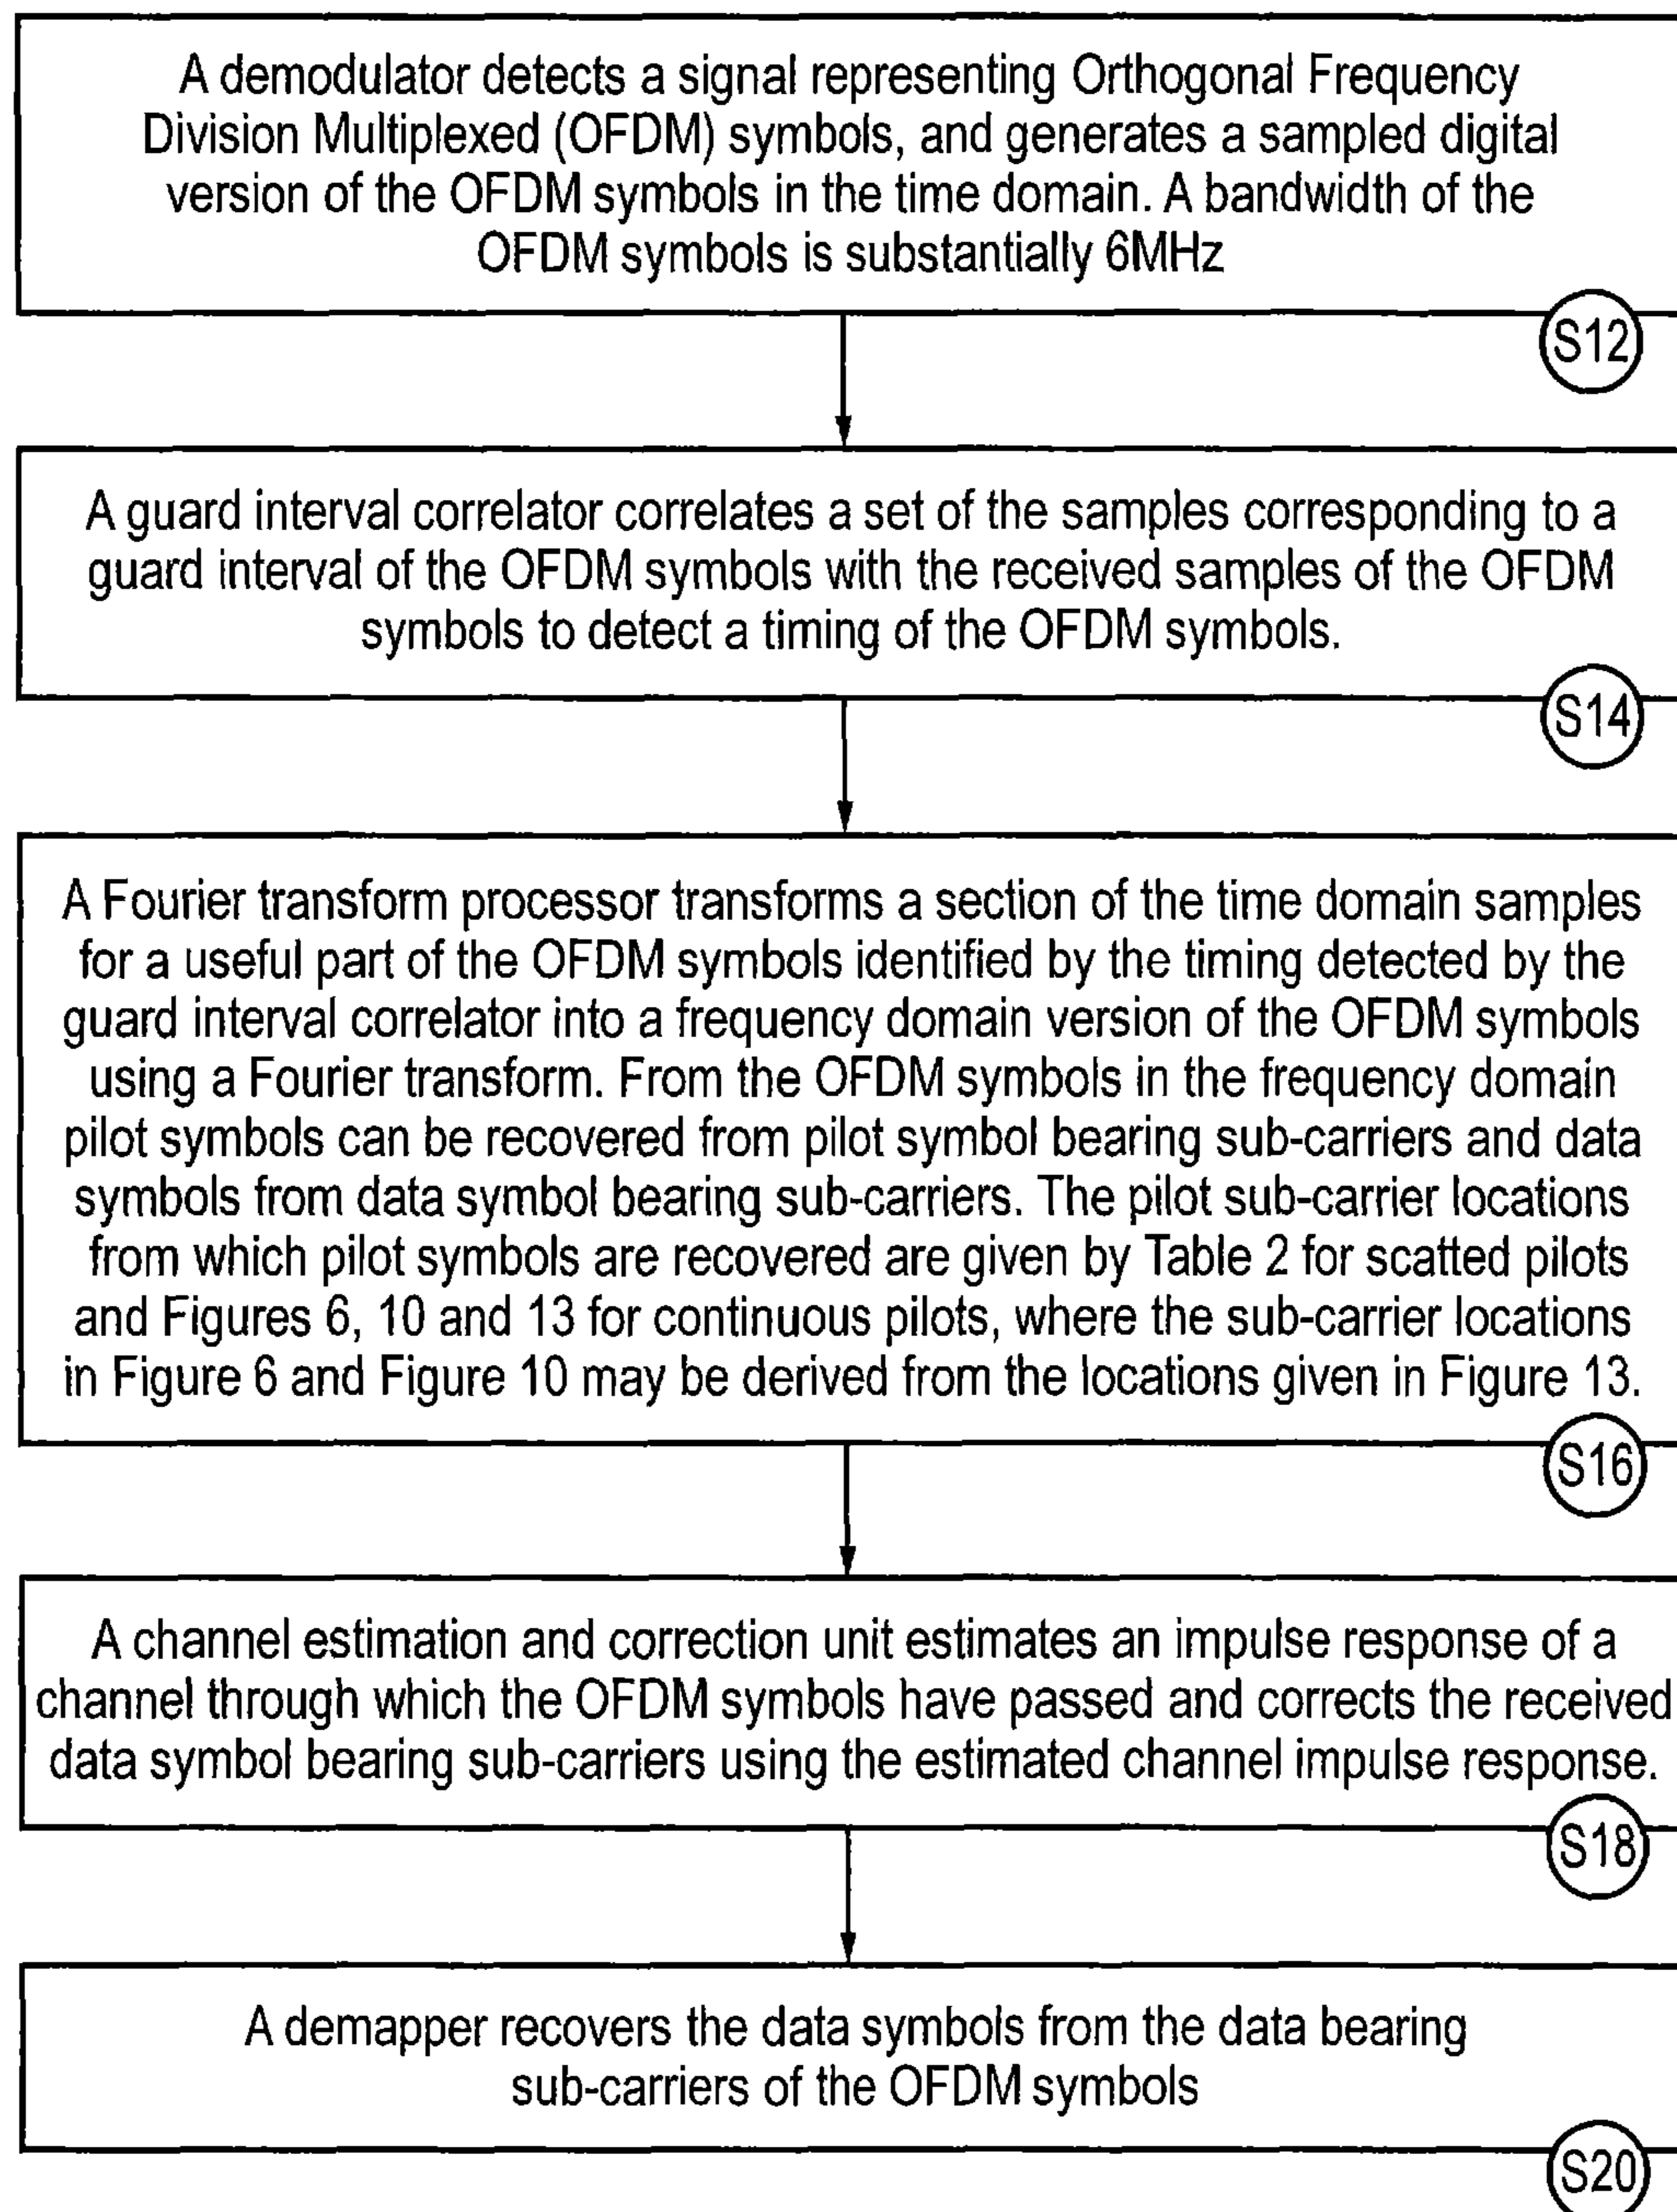 A demodulator detects a signal representing Orthogonal Frequency
Division Multiplexed (OFDM) symbols, and generates a sampled digital
version of the OFDM symbols in the time domain. A bandwidth of the
OFDM symbols is substantially 6MHz
S12
A guard interval correlator correlates a set of the samples corresponding to a
guard interval of the OFDM symbols with the received samples of the OFDM
symbols to detect a timing of the OFDM symbols.
S14
A Fourier transform processor transforms a section of the time domain samples
for a useful part of the OFDM symbols identified by the timing detected by the
guard interval correlator into a frequency domain version of the OFDM symbols
using a Fourier transform. From the OFDM symbols in the frequency domain
pilot symbols can be recovered from pilot symbol bearing sub-carriers and data
symbols from data symbol bearing sub-carriers. The pilot sub-carrier locations
from which pilot symbols are recovered are given by Table 2 for scatted pilots
and Figures 6, 10 and 13 for continuous pilots, where the sub-carrier locations
in Figure 6 and Figure 10 may be derived from the locations given in Figure 13.
S16
A channel estimation and correction unit estimates an impulse response of a
channel through which the OFDM symbols have passed and corrects the received
data symbol bearing sub-carriers using the estimated channel impulse response.
S18
A demapper recovers the data symbols from the data bearing
sub-carriers of the OFDM symbols
S20